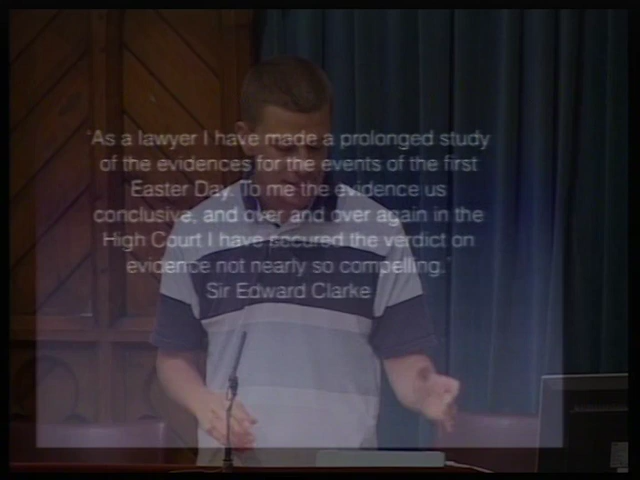 'As a lawyer I have made a prolonged study
of the evidences for the events of the first
Easter Day. To me the evidence us
conclusive, and over and over again in the
High Court I have secured the verdict on
evidence not nearly so compelling.'
Sir Edward Clarke